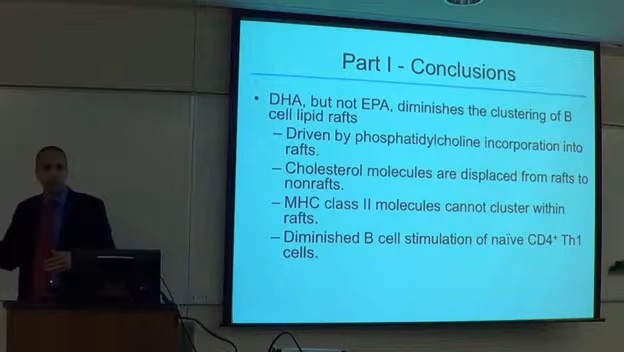 Part I - Conclusions
• DHA, but not EPA, diminishes the clustering of B
cell lipid rafts
– Driven by phosphatidylcholine incorporation into
rafts.
– Cholesterol molecules are displaced from rafts to
nonrafts.
– MHC class II molecules cannot cluster within
rafts.
– Diminished B cell stimulation of naïve CD4⁺ Th1
cells.